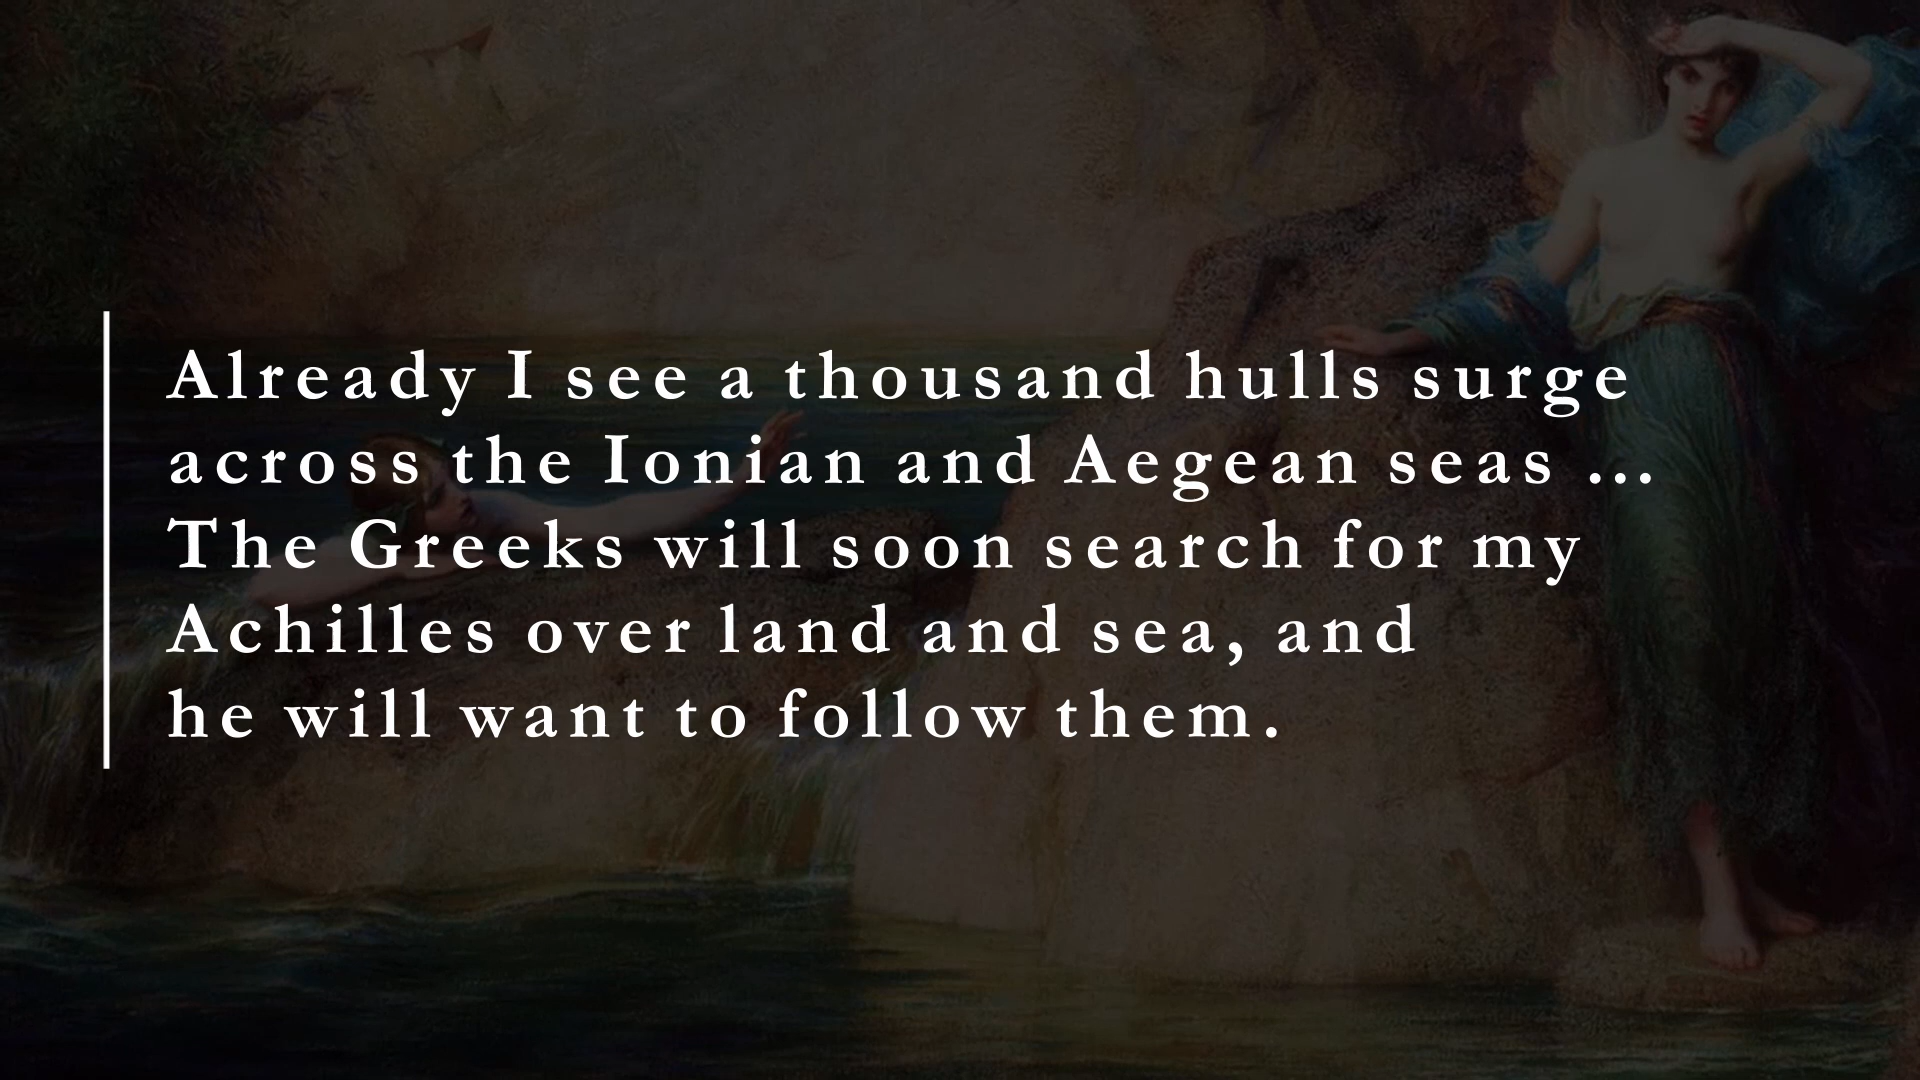 Already I see a thousand hulls surge
across the Ionian and Aegean seas ...
The Greeks will soon search for my
Achilles over land and sea, and
he will want to follow them.